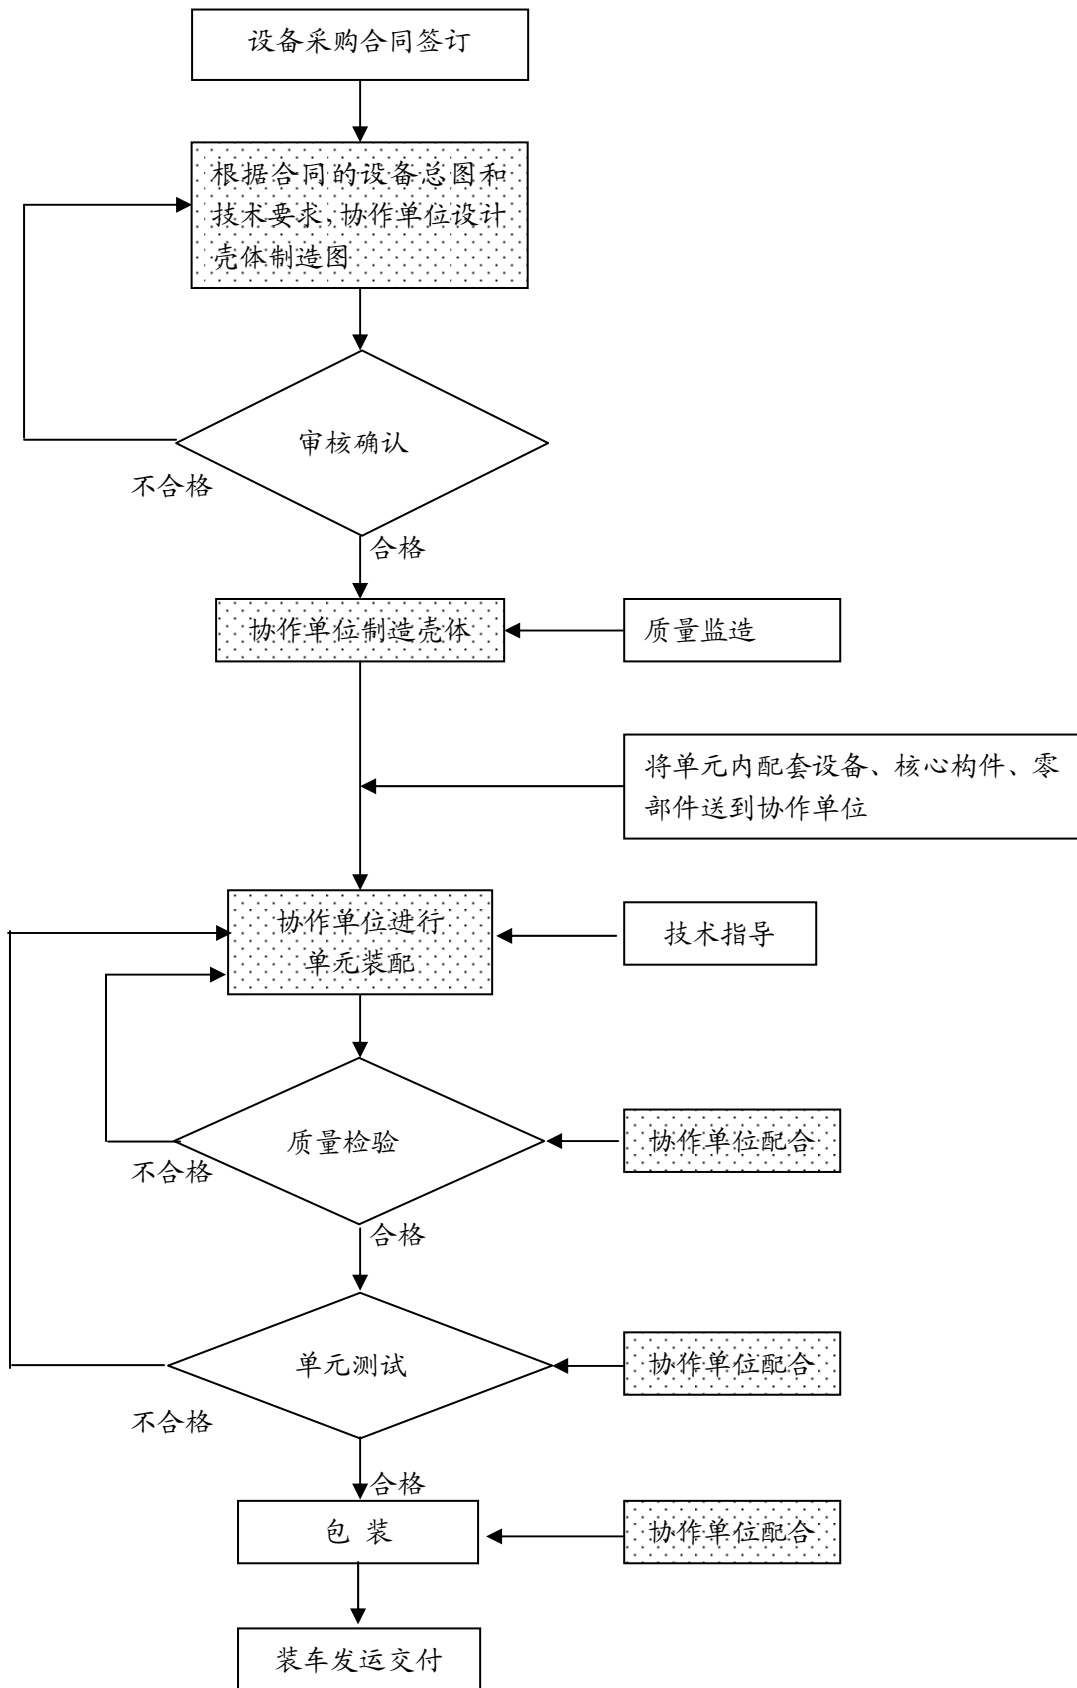 设备采购合同签订
根据合同的设备总图和
技术要求,协作单位设计
壳体制造图
审核确认
不合格
合格
协作单位制造壳体
质量监造
将单元内配套设备、核心构件、零
部件送到协作单位
协作单位进行
单元装配
技术指导
质量检验
协作单位配合
不合格
合格
单元测试
协作单位配合
不合格
合格
包 装
协作单位配合
装车发运交付